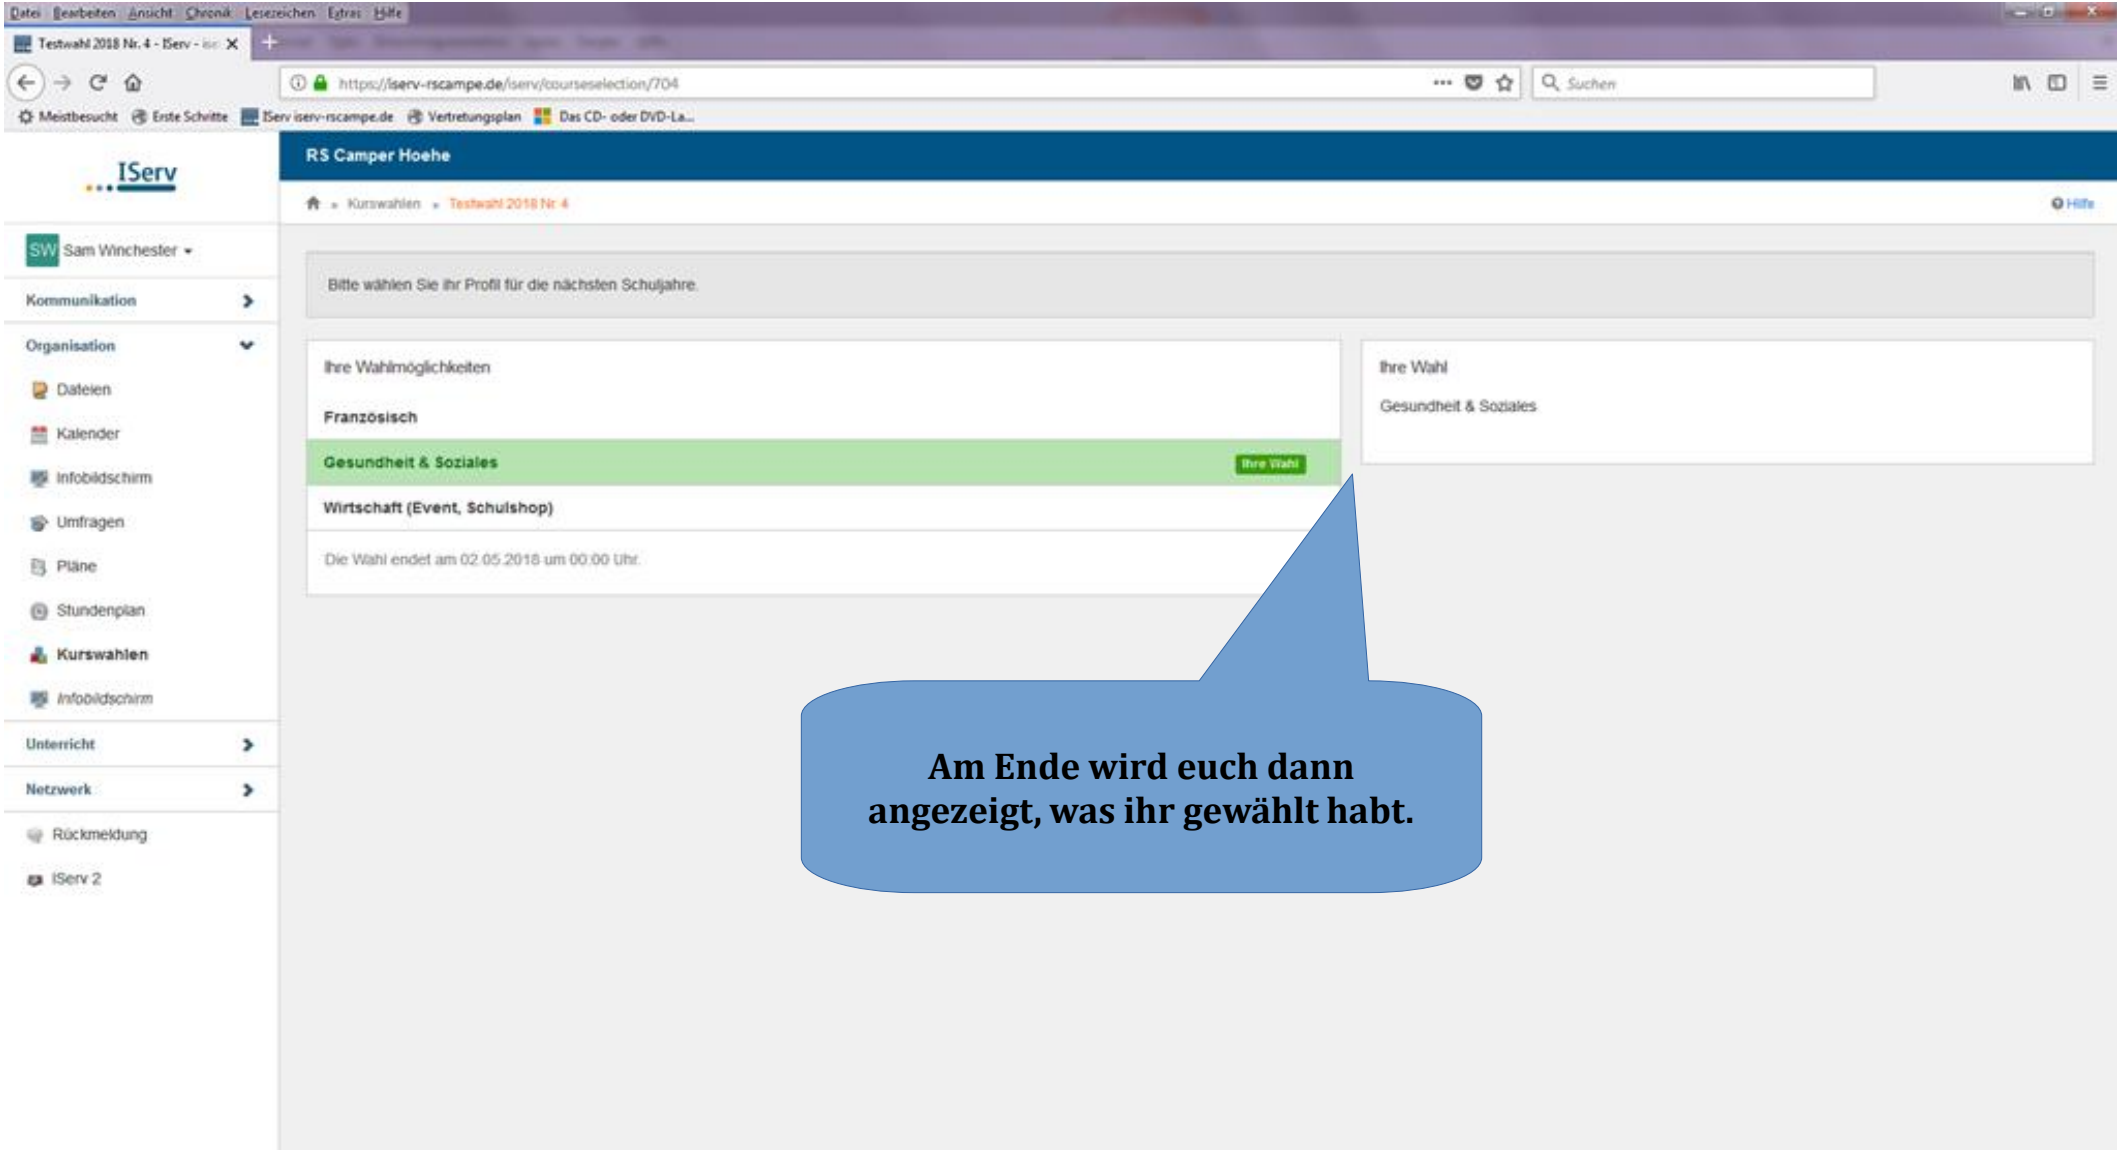 Datei Bearbeiten Ansicht Chronik Lesezeichen Extras Hilfe
Testwahl 2018 Nr. 4 - IServ - ise
https://iserv-rscampe.de/iserv/courseselection/704
Suchen
Meistbesucht Erste Schritte IServ iserv-rscampe.de Vertretungsplan Das CD- oder DVD-La...
IServ
RS Camper Hoehe
» Kurswahlen » Testwahl 2018 Nr. 4
Hilfe
SW Sam Winchester
Kommunikation
Organisation
Dateien
Kalender
Infobildschirm
Umfragen
Pläne
Stundenplan
Kurswahlen
Infobildschirm
Unterricht
Netzwerk
Rückmeldung
IServ 2
Bitte wählen Sie ihr Profil für die nächsten Schuljahre.
Ihre Wahlmöglichkeiten
Französisch
Gesundheit & Soziales
Ihre Wahl
Wirtschaft (Event, Schulshop)
Die Wahl endet am 02.05.2018 um 00:00 Uhr.
Ihre Wahl
Gesundheit & Soziales
Am Ende wird euch dann
angezeigt, was ihr gewählt habt.